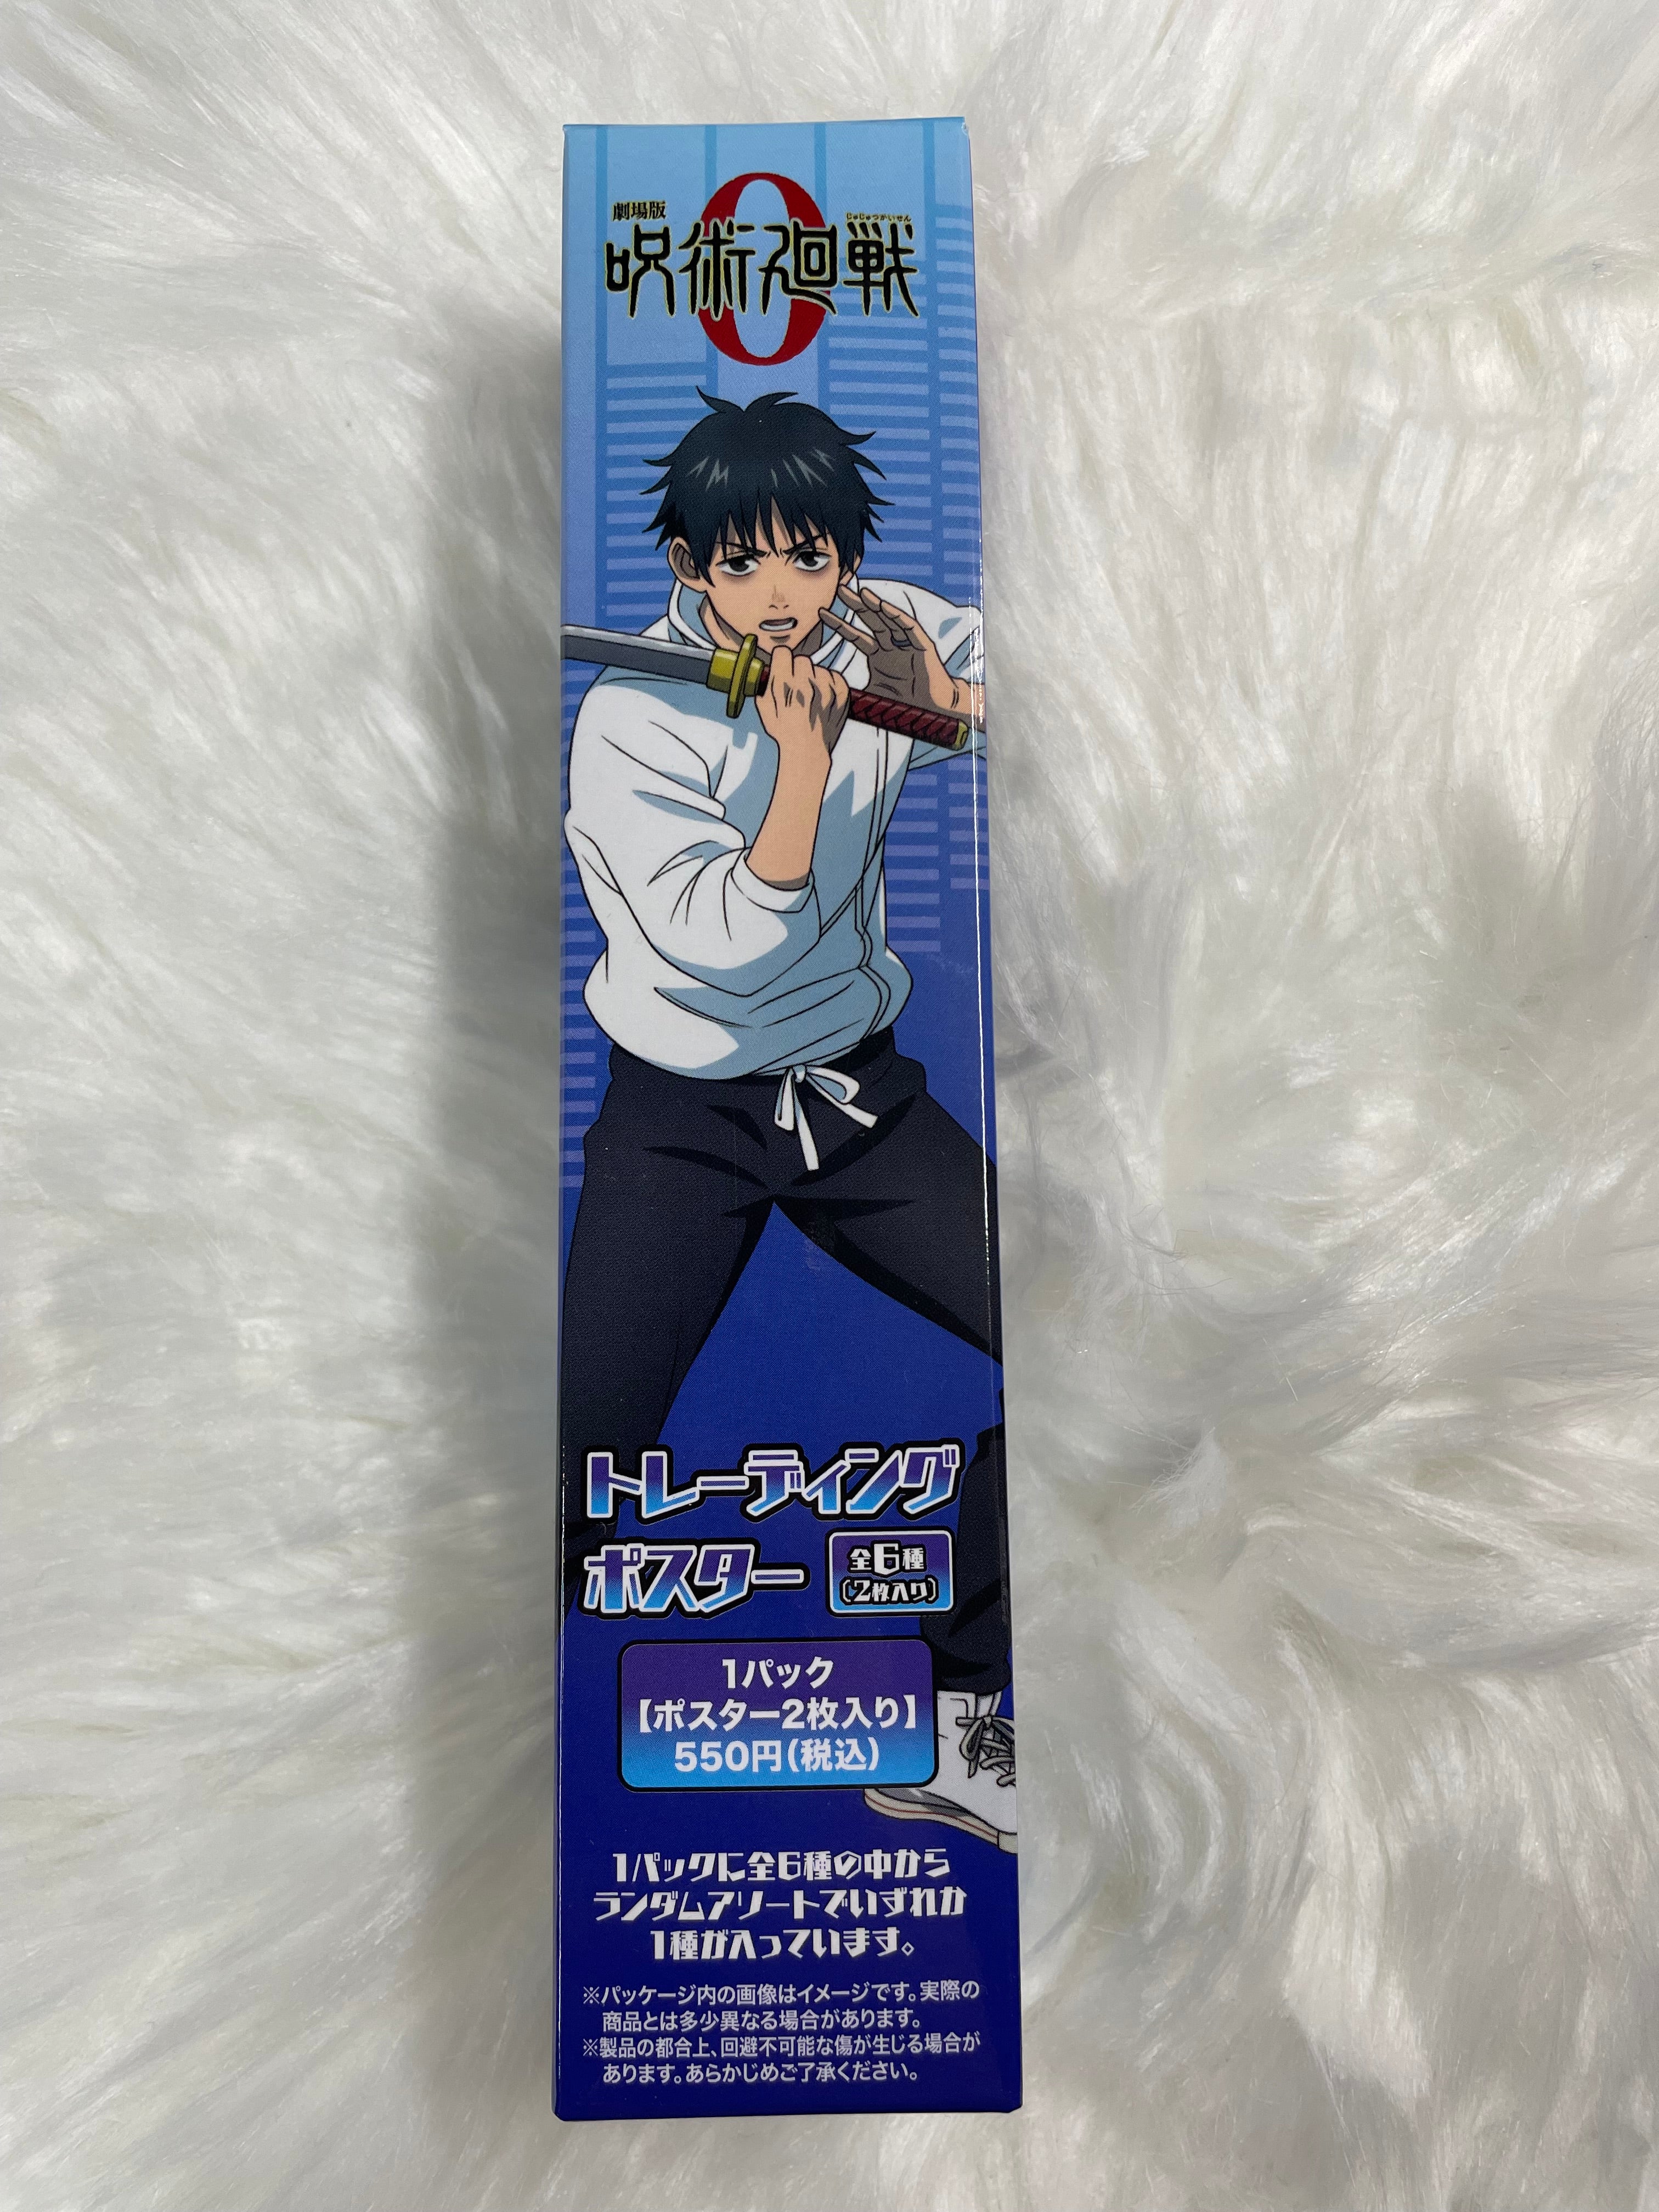 劇場版
じゅじゅつかいせん
呪術廻戦
0
トレーディング
ポスター
全6種
(2枚入り)
1パック
【ポスター2枚入り】
550円(税込)
1パックに全6種の中から
ランダムアソートでいずれか
1種が入っています。
※パッケージ内の画像はイメージです。実際の
商品とは多少異なる場合があります。
※製品の都合上、回避不可能な傷が生じる場合が
あります。あらかじめご了承ください。